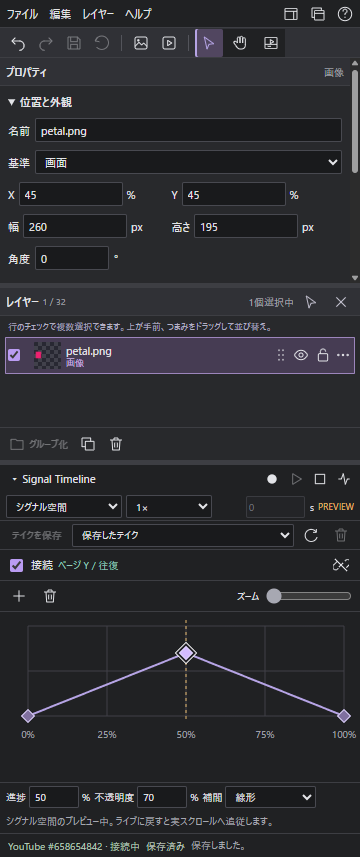 ファイル 編集 レイヤー ヘルプ
プロパティ 画像
▼ 位置と外観
名前 petal.png
基準 画面
X 45 % Y 45 %
幅 260 px 高さ 195 px
角度 0 °
レイヤー 1 / 32 1個選択中
行のチェックで複数選択できます。上が手前、つまみをドラッグして並び替え。
petal.png
画像
グループ化
Signal Timeline
シグナル空間 1× 0 s PREVIEW
テイクを保存 保存したテイク
接続 ページ Y / 往復
ズーム
0% 25% 50% 75% 100%
進捗 50 % 不透明度 70 % 補間 線形
シグナル空間のプレビュー中。ライブに戻すと実スクロールへ追従します。
YouTube #658654842 · 接続中 保存済み 保存しました。